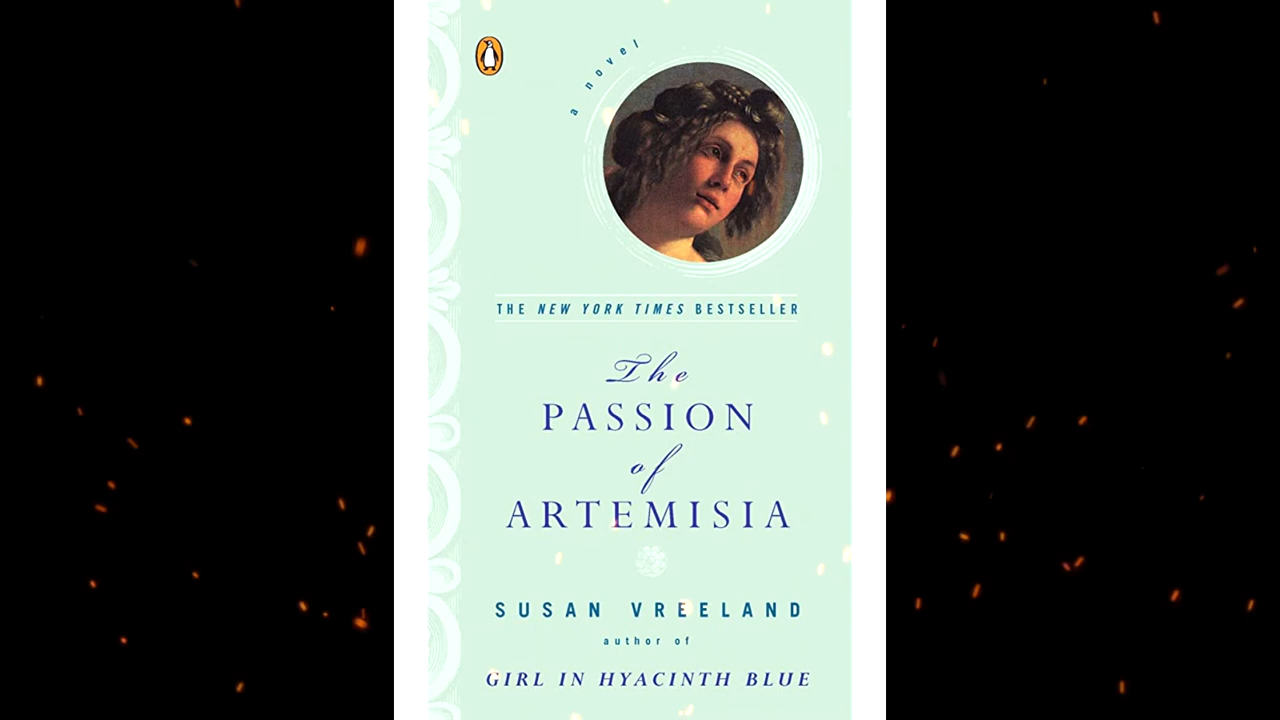 a novel
THE NEW YORK TIMES BESTSELLER
The
PASSION
of
ARTEMISIA
SUSAN VREELAND
author of
GIRL IN HYACINTH BLUE